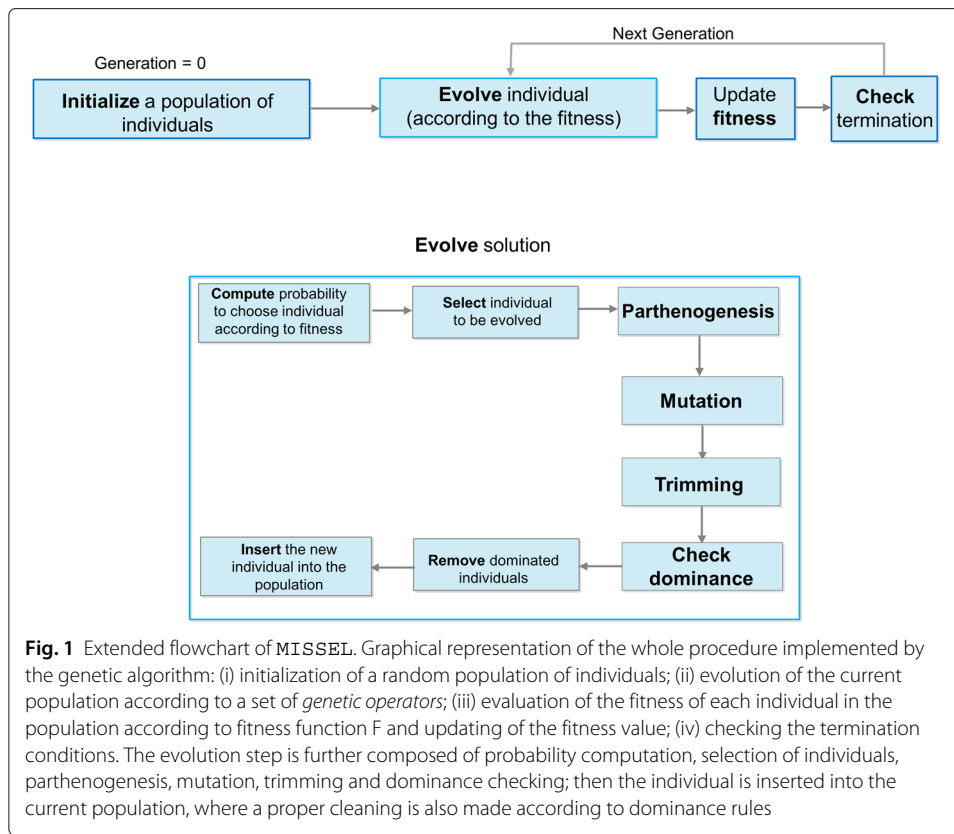 Next Generation
Generation = 0
Initialize a population of
individuals
Evolve individual
(according to the fitness)
Update
fitness
Check
termination
Evolve solution
Compute probability
to choose individual
according to fitness
Select individual
to be evolved
Parthenogenesis
Mutation
Trimming
Check
dominance
Remove dominated
individuals
Insert the new
individual into the
population
Fig. 1 Extended flowchart of MISSEL. Graphical representation of the whole procedure implemented by
the genetic algorithm: (i) initialization of a random population of individuals; (ii) evolution of the current
population according to a set of genetic operators; (iii) evaluation of the fitness of each individual in the
population according to fitness function F and updating of the fitness value; (iv) checking the termination
conditions. The evolution step is further composed of probability computation, selection of individuals,
parthenogenesis, mutation, trimming and dominance checking; then the individual is inserted into the
current population, where a proper cleaning is also made according to dominance rules